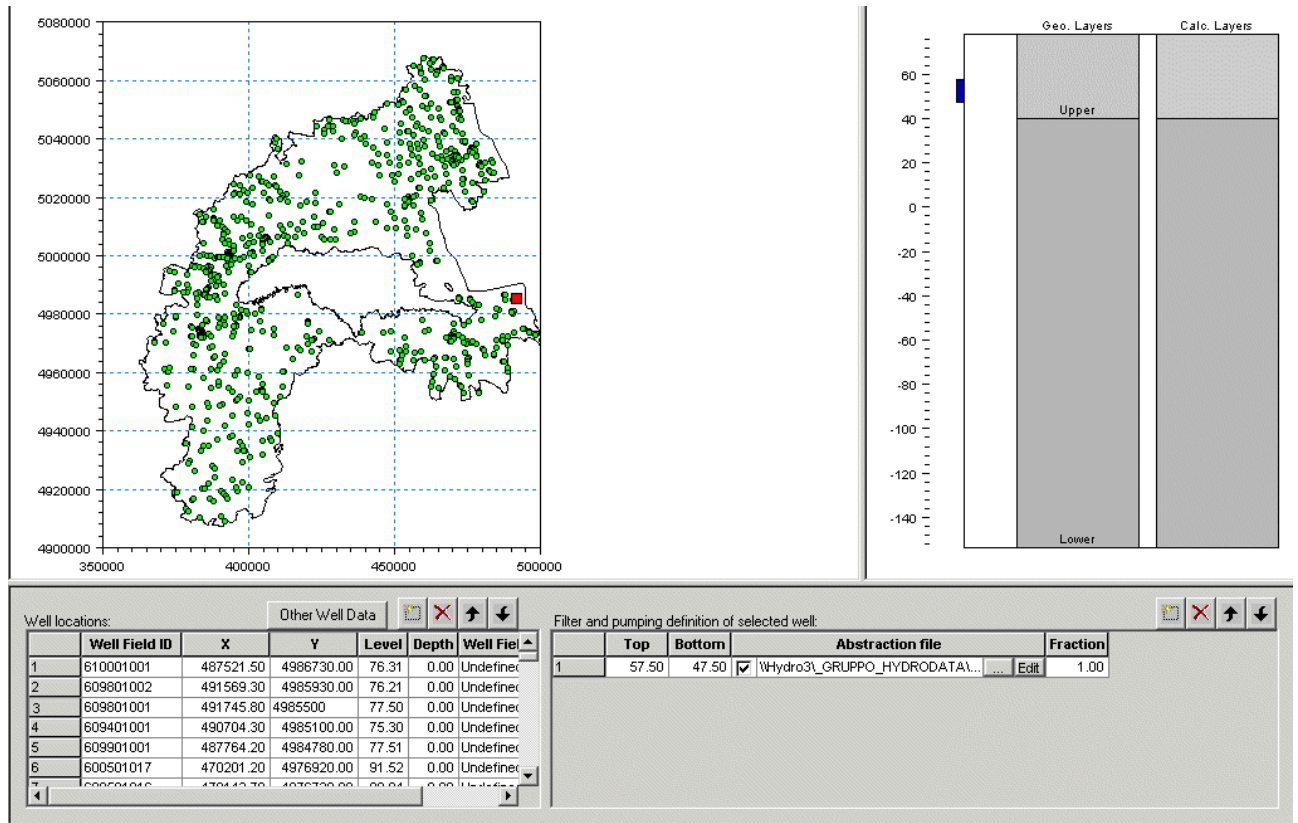 5080000
5060000
5040000
5020000
5000000
4980000
4960000
4940000
4920000
4900000
350000 400000 450000 500000
Geo. Layers Calc. Layers
60
40
20
0
-20
-40
-60
-80
-100
-120
-140
Upper
Lower
Well locations: Other Well Data
Well Field ID X Y Level Depth Well Fiel
1 610001001 487521.50 4986730.00 76.31 0.00 Undefined
2 609801002 491569.30 4985930.00 76.21 0.00 Undefined
3 609801001 491745.80 4985500 77.50 0.00 Undefined
4 609401001 490704.30 4985100.00 75.30 0.00 Undefined
5 609901001 487764.20 4984780.00 77.51 0.00 Undefined
6 600501017 470201.20 4976920.00 91.52 0.00 Undefined
Filter and pumping definition of selected well:
Top Bottom Abstraction file Fraction
1 57.50 47.50 \\Hydro3\_GRUPPO_HYDRODATA\... ... Edit 1.00